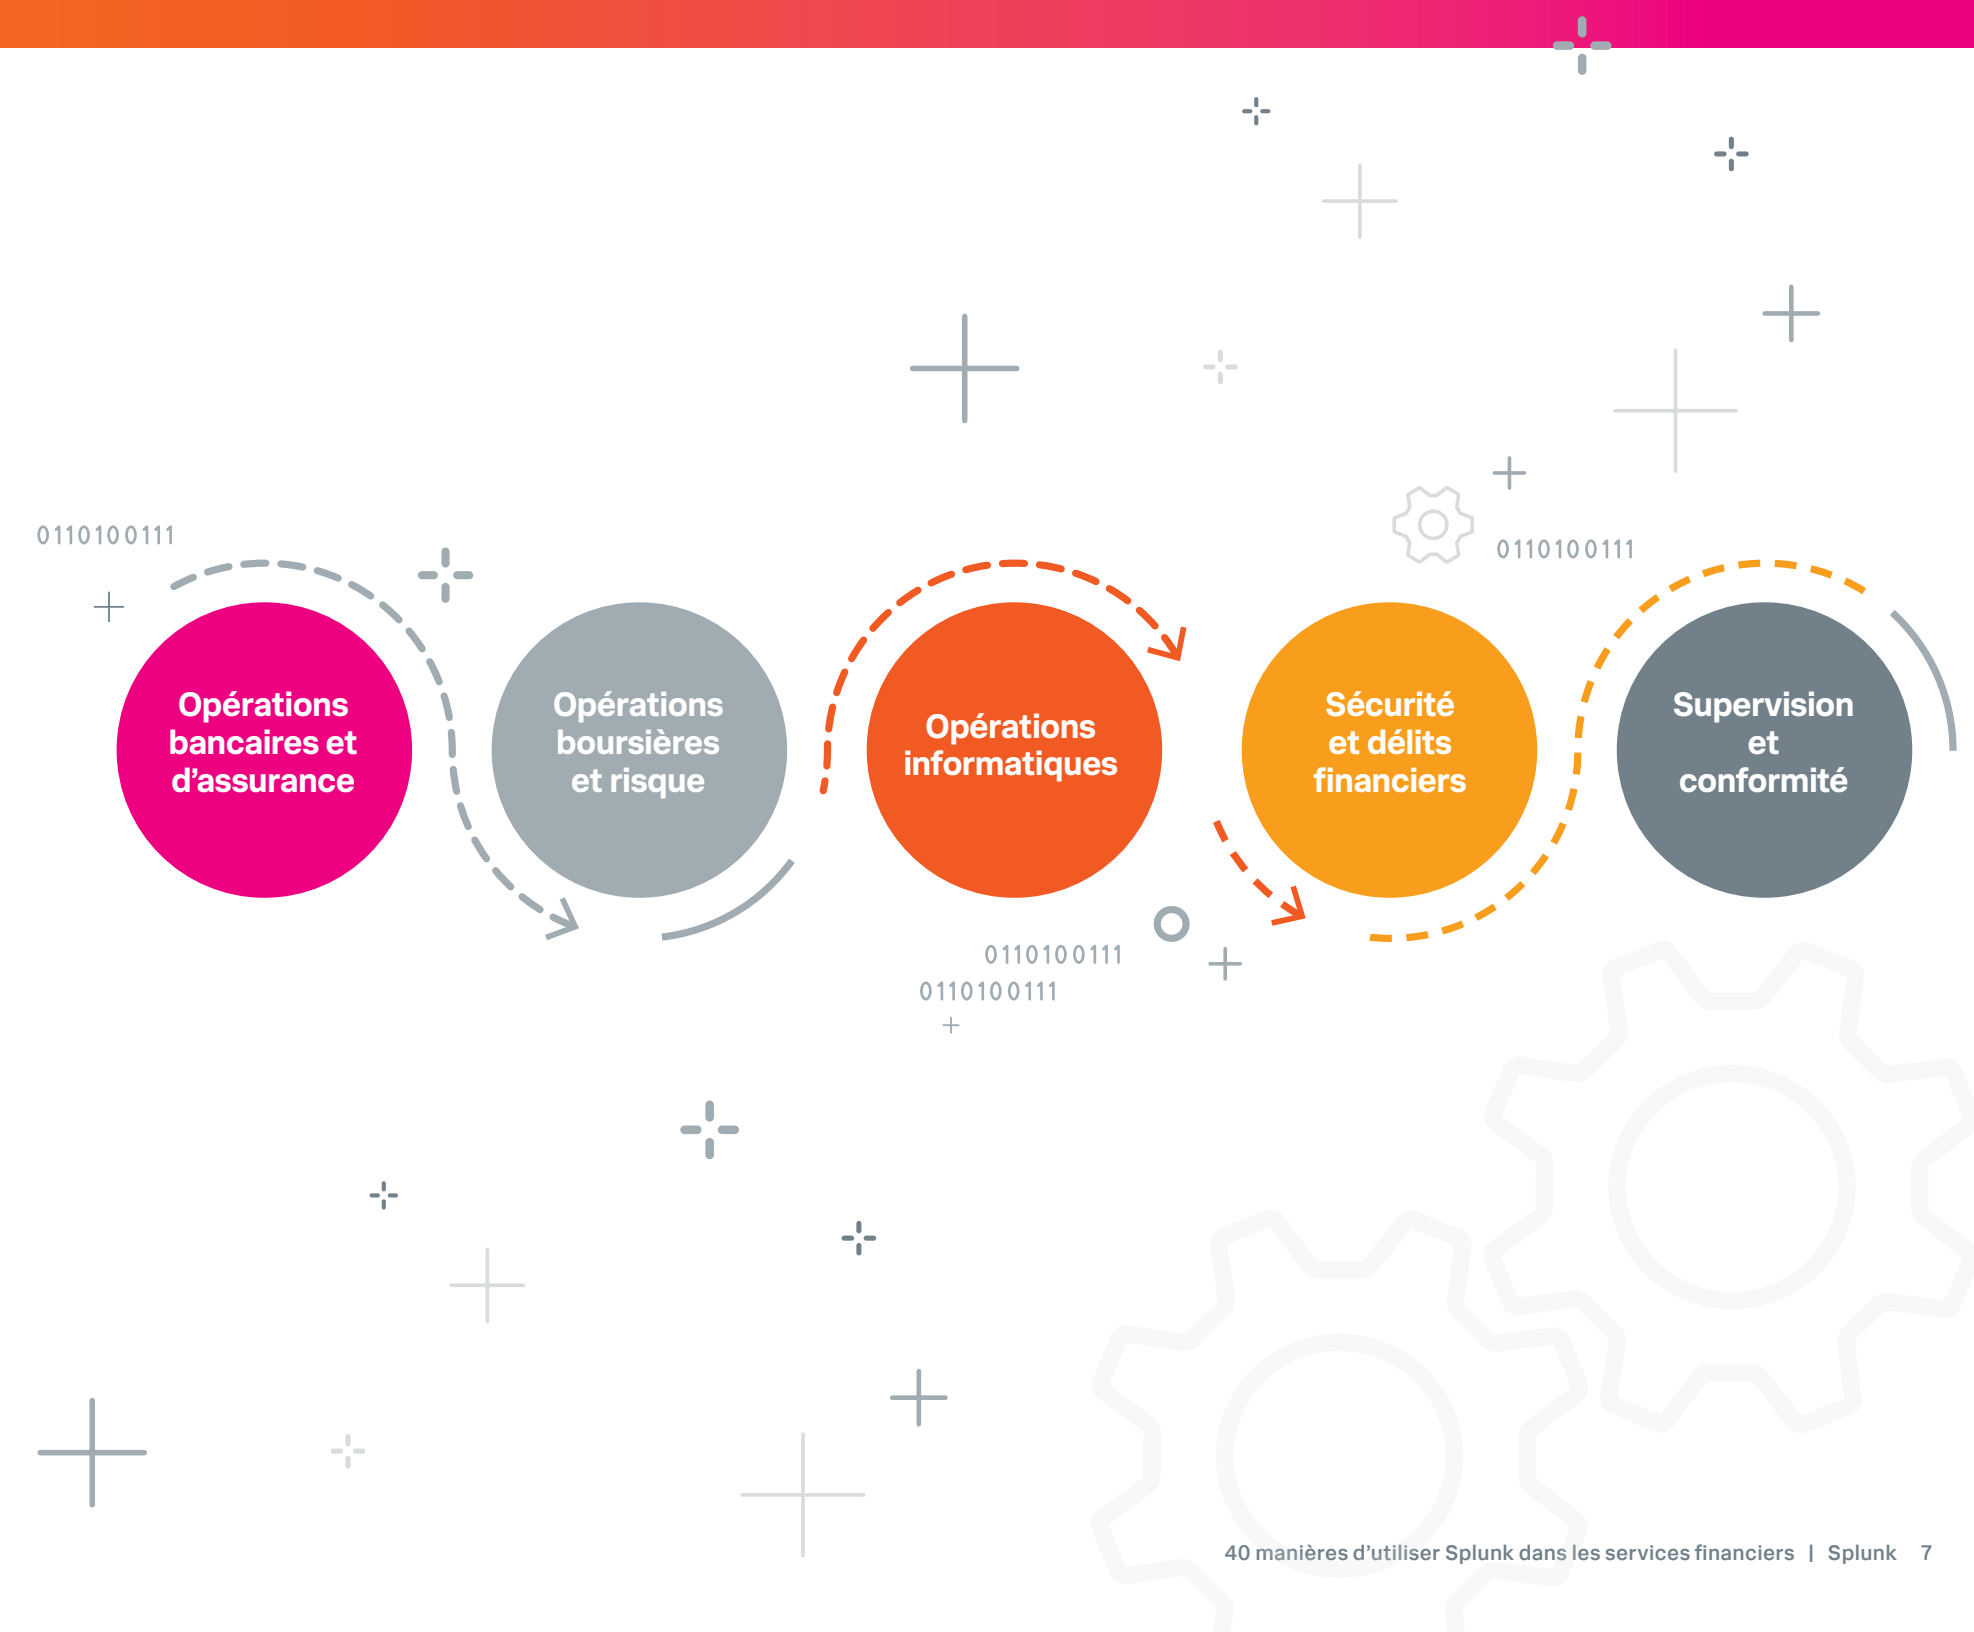 0110100111
0110100111
Opérations
bancaires et
d'assurance
Opérations
boursières
et risque
Opérations
informatiques
Sécurité
et délits
financiers
Supervision
et
conformité
0110100111
0110100111
40 manières d'utiliser Splunk dans les services financiers | Splunk 7